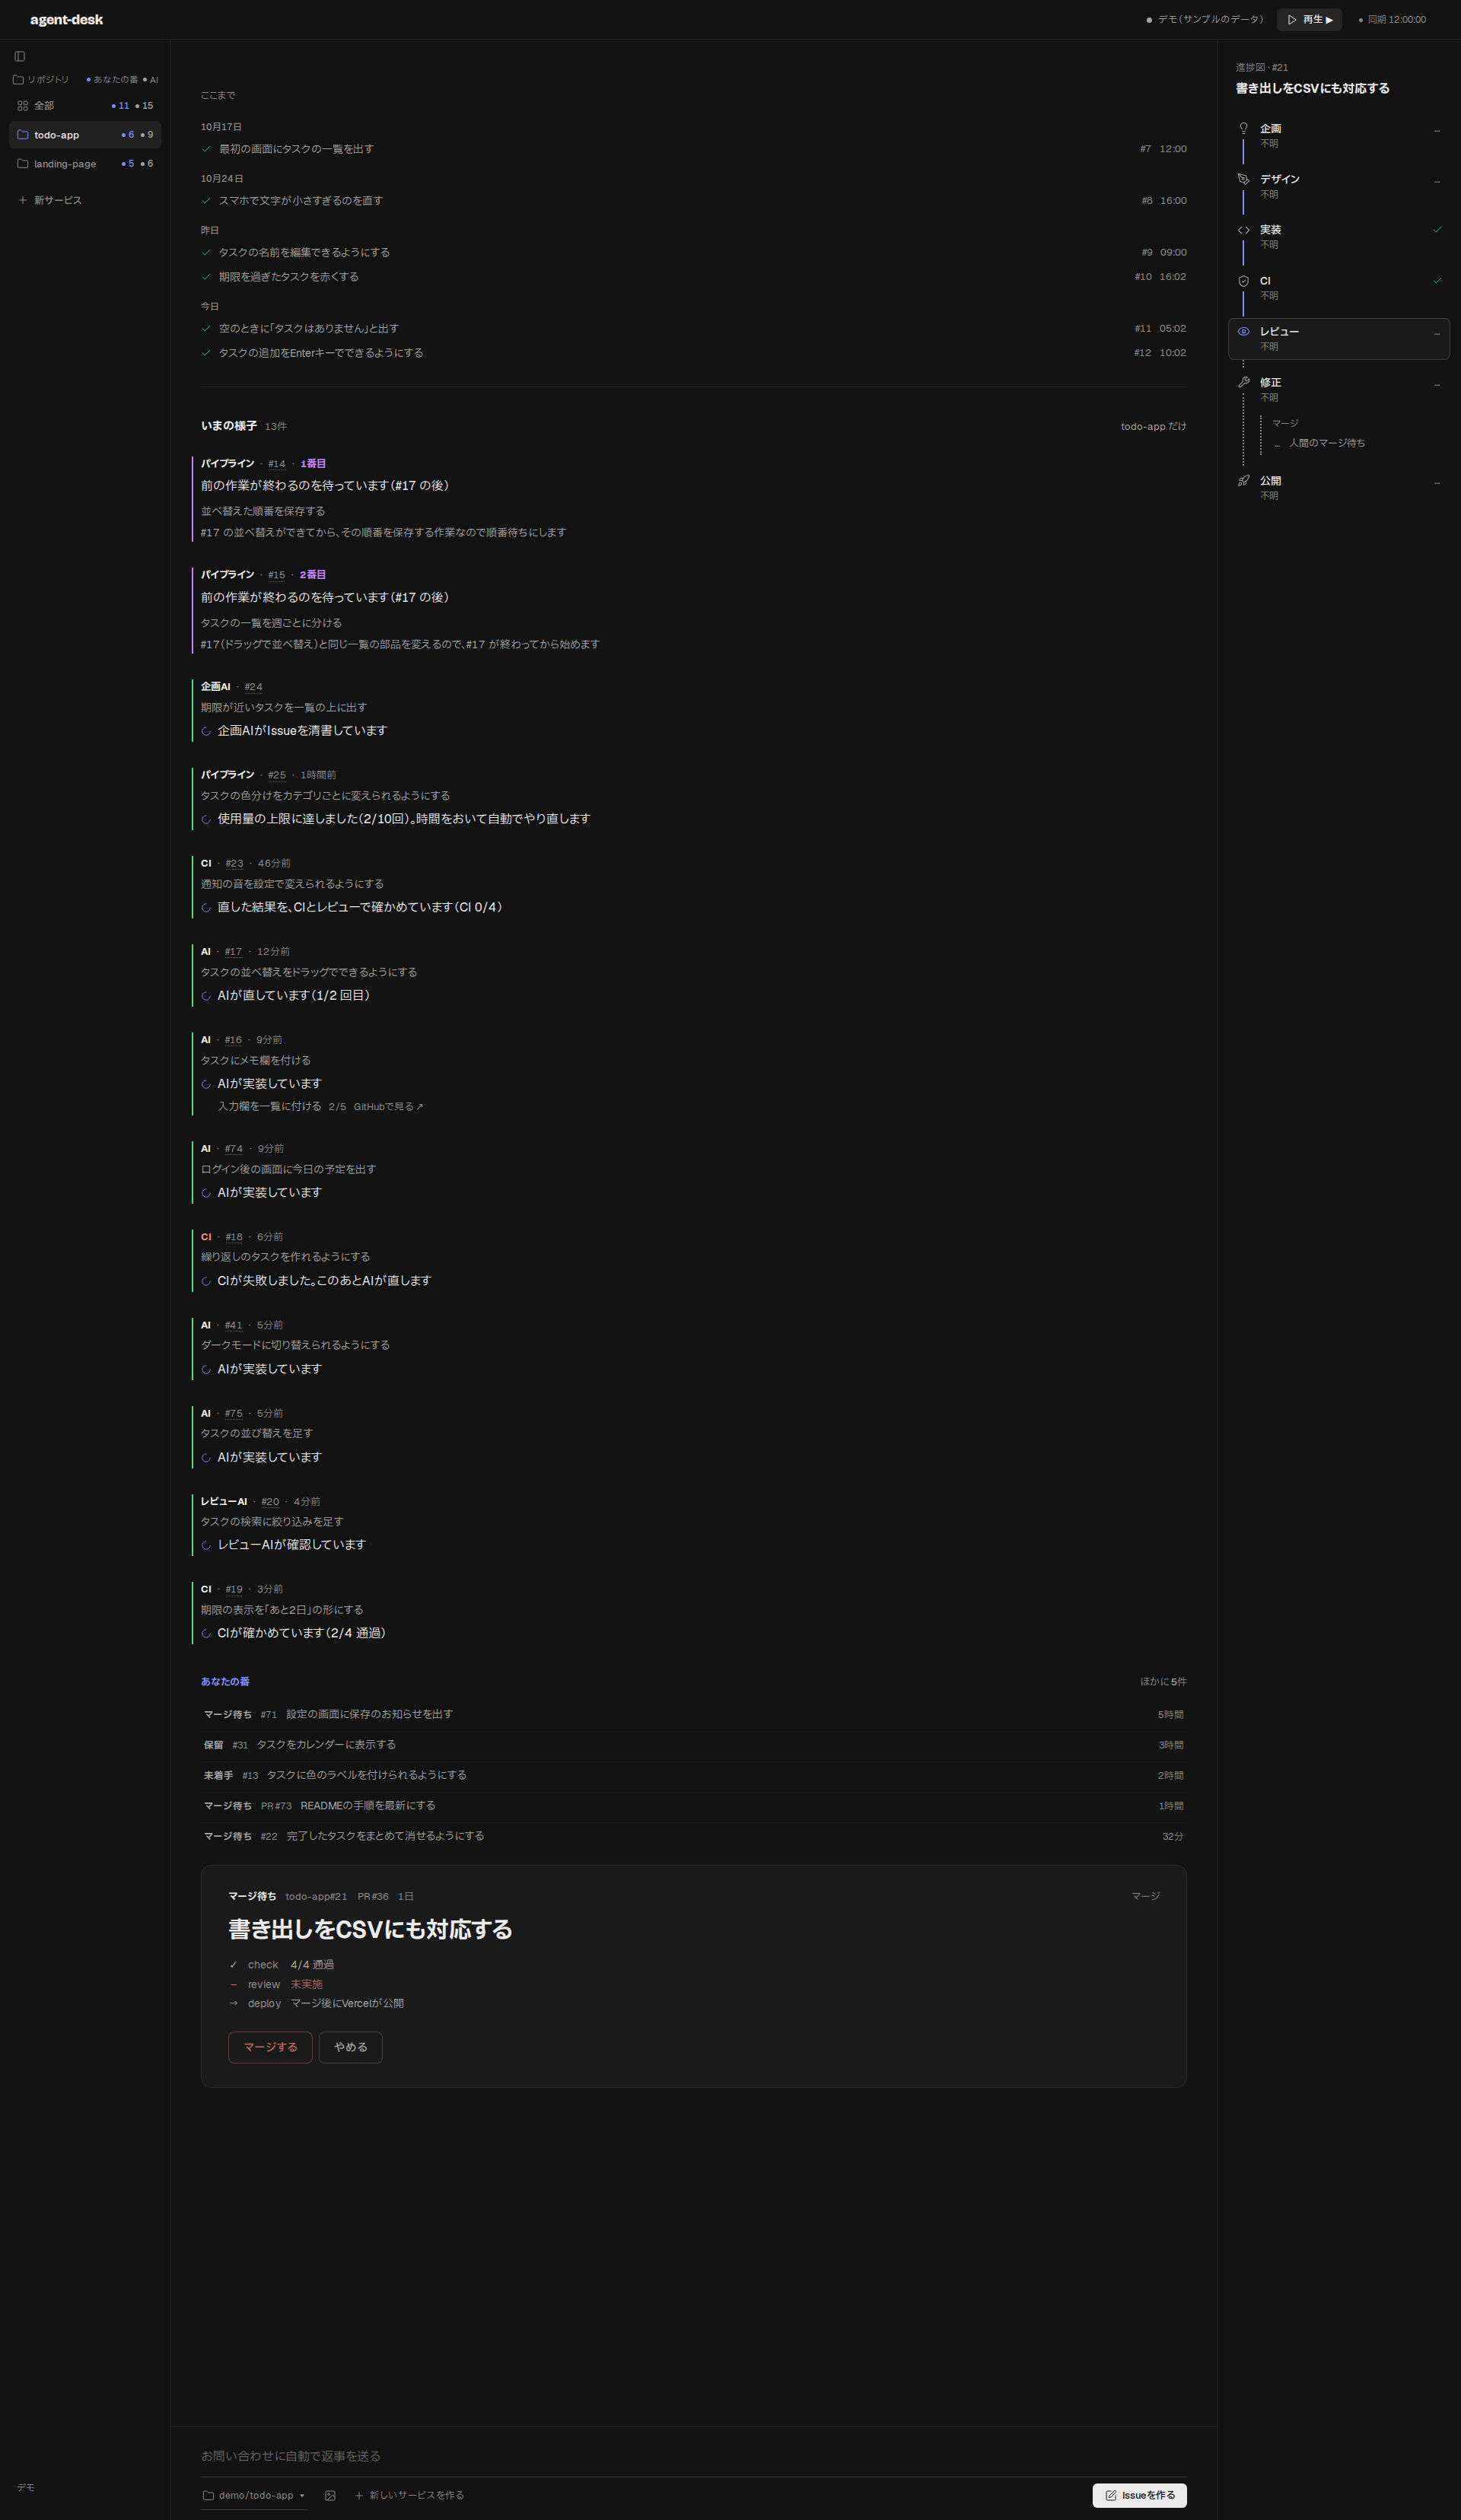 agent-desk
デモ(サンプルのデータ)
再生 ▶
同期 12:00:00
リポジトリ
あなたの番 AI
全部 11 15
todo-app 6 9
landing-page 5 6
新サービス
デモ
ここまで
10月17日
最初の画面にタスクの一覧を出す #7 12:00
10月24日
スマホで文字が小さすぎるのを直す #8 16:00
昨日
タスクの名前を編集できるようにする #9 09:00
期限を過ぎたタスクを赤くする #10 16:02
今日
空のときに「タスクはありません」と出す #11 05:02
タスクの追加をEnterキーでできるようにする #12 10:02
いまの様子 13件 todo-app だけ
パイプライン · #14 · 1番目
前の作業が終わるのを待っています(#17 の後)
並べ替えた順番を保存する
#17 の並べ替えができてから、その順番を保存する作業なので順番待ちにします
パイプライン · #15 · 2番目
前の作業が終わるのを待っています(#17 の後)
タスクの一覧を週ごとに分ける
#17(ドラッグで並べ替え)と同じ一覧の部品を変えるので、#17 が終わってから始めます
企画AI · #24
期限が近いタスクを一覧の上に出す
企画AIがIssueを清書しています
パイプライン · #25 · 1時間前
タスクの色分けをカテゴリごとに変えられるようにする
使用量の上限に達しました(2/10回)。時間をおいて自動でやり直します
CI · #23 · 46分前
通知の音を設定で変えられるようにする
直した結果を、CIとレビューで確かめています(CI 0/4)
AI · #17 · 12分前
タスクの並べ替えをドラッグでできるようにする
AIが直しています(1/2 回目)
AI · #16 · 9分前
タスクにメモ欄を付ける
AIが実装しています
入力欄を一覧に付ける 2/5 GitHubで見る ↗
AI · #74 · 9分前
ログイン後の画面に今日の予定を出す
AIが実装しています
CI · #18 · 6分前
繰り返しのタスクを作れるようにする
CIが失敗しました。このあとAIが直します
AI · #41 · 5分前
ダークモードに切り替えられるようにする
AIが実装しています
AI · #75 · 5分前
タスクの並び替えを足す
AIが実装しています
レビューAI · #20 · 4分前
タスクの検索に絞り込みを足す
レビューAIが確認しています
CI · #19 · 3分前
期限の表示を「あと2日」の形にする
CIが確かめています(2/4 通過)
あなたの番 ほかに5件
マージ待ち #71 設定の画面に保存のお知らせを出す 5時間
保留 #31 タスクをカレンダーに表示する 3時間
未着手 #13 タスクに色のラベルを付けられるようにする 2時間
マージ待ち PR#73 READMEの手順を最新にする 1時間
マージ待ち #22 完了したタスクをまとめて消せるようにする 32分
マージ待ち todo-app#21 PR#36 1日 マージ
書き出しをCSVにも対応する
✓ check 4/4 通過
– review 未実施
→ deploy マージ後にVercelが公開
マージする
やめる
お問い合わせに自動で返事を送る
demo/todo-app
新しいサービスを作る
Issueを作る
進捗図 · #21
書き出しをCSVにも対応する
企画 –
不明
デザイン –
不明
実装
不明
CI
不明
レビュー –
不明
修正 –
不明
マージ
– 人間のマージ待ち
公開 –
不明